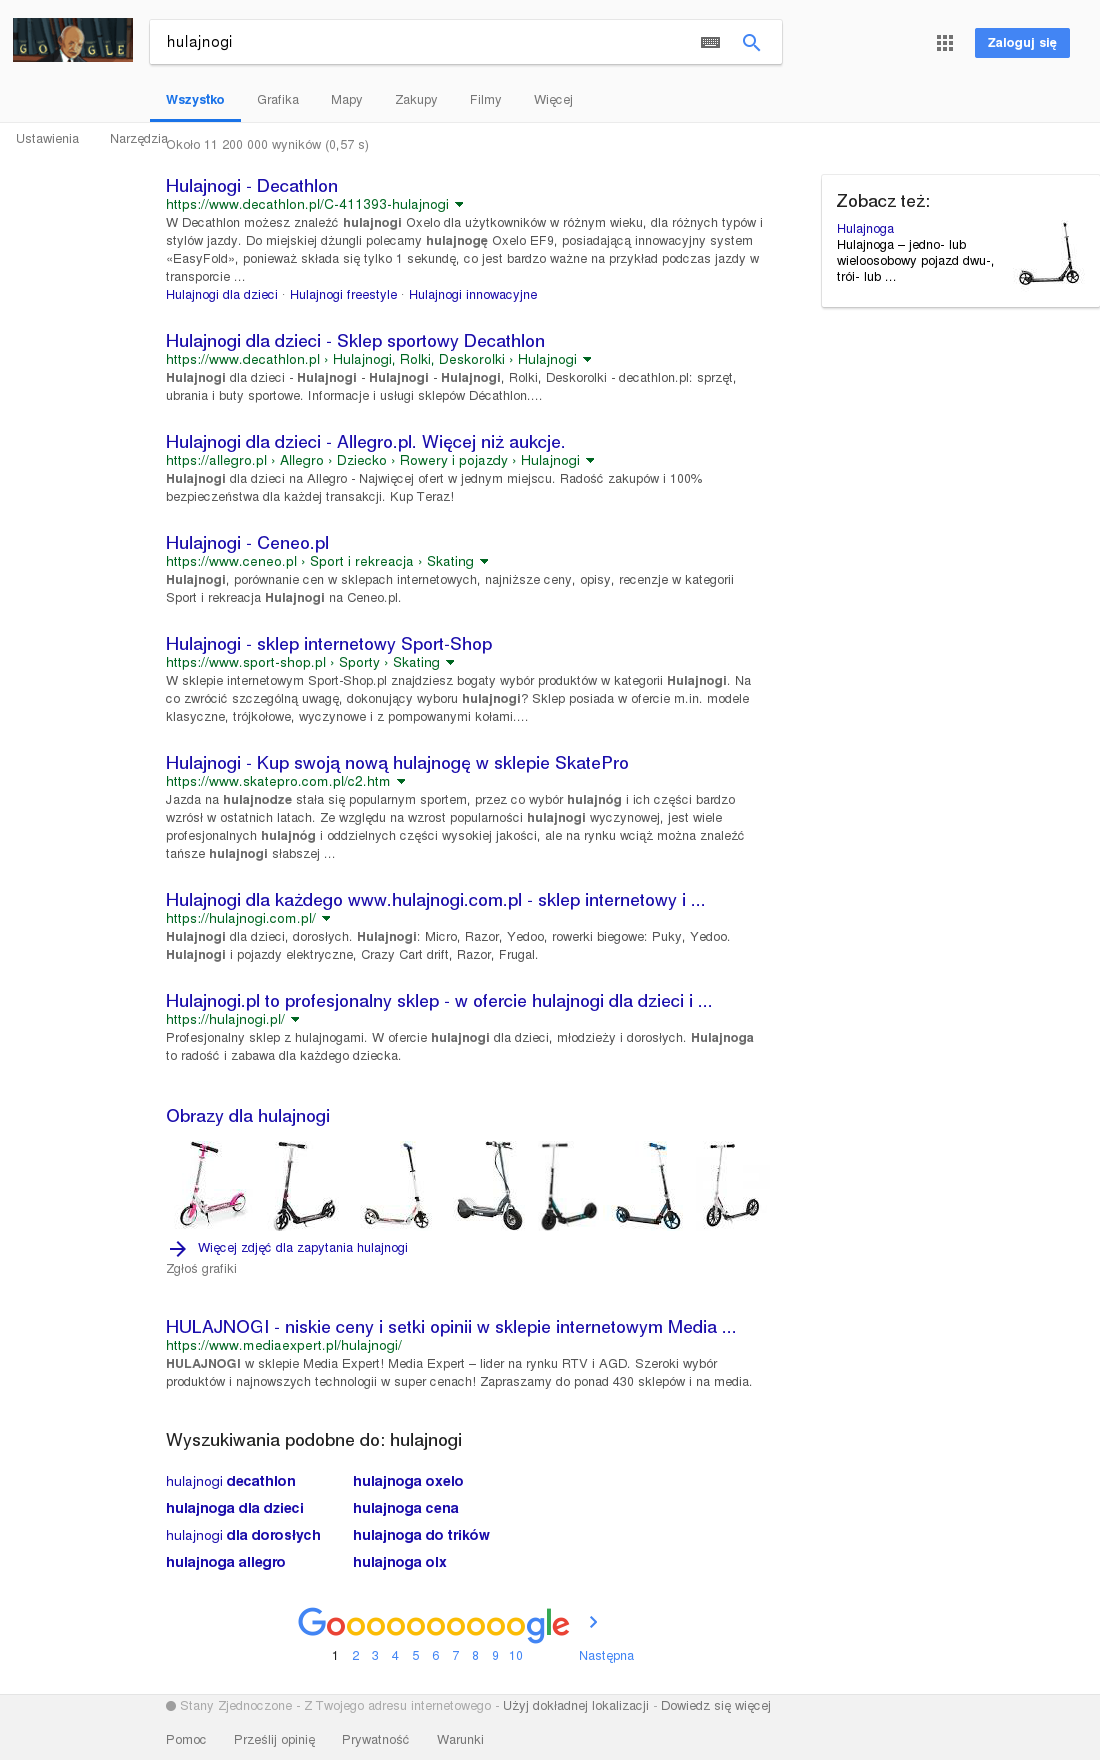 GOOGLE
hulajnogi
Zaloguj się
Wszystko Grafika Mapy Zakupy Filmy Więcej
Ustawienia Narzędzia
Około 11 200 000 wyników (0,57 s)
Hulajnogi - Decathlon
https://www.decathlon.pl/C-411393-hulajnogi
W Decathlon możesz znaleźć hulajnogi Oxelo dla użytkowników w różnym wieku, dla różnych typów i
stylów jazdy. Do miejskiej dżungli polecamy hulajnogę Oxelo EF9, posiadającą innowacyjny system
«EasyFold», ponieważ składa się tylko 1 sekundę, co jest bardzo ważne na przykład podczas jazdy w
transporcie ...
Hulajnogi dla dzieci · Hulajnogi freestyle · Hulajnogi innowacyjne
Hulajnogi dla dzieci - Sklep sportowy Decathlon
https://www.decathlon.pl › Hulajnogi, Rolki, Deskorolki › Hulajnogi
Hulajnogi dla dzieci - Hulajnogi - Hulajnogi - Hulajnogi, Rolki, Deskorolki - decathlon.pl: sprzęt,
ubrania i buty sportowe. Informacje i usługi sklepów Décathlon....
Hulajnogi dla dzieci - Allegro.pl. Więcej niż aukcje.
https://allegro.pl › Allegro › Dziecko › Rowery i pojazdy › Hulajnogi
Hulajnogi dla dzieci na Allegro - Najwięcej ofert w jednym miejscu. Radość zakupów i 100%
bezpieczeństwa dla każdej transakcji. Kup Teraz!
Hulajnogi - Ceneo.pl
https://www.ceneo.pl › Sport i rekreacja › Skating
Hulajnogi, porównanie cen w sklepach internetowych, najniższe ceny, opisy, recenzje w kategorii
Sport i rekreacja Hulajnogi na Ceneo.pl.
Hulajnogi - sklep internetowy Sport-Shop
https://www.sport-shop.pl › Sporty › Skating
W sklepie internetowym Sport-Shop.pl znajdziesz bogaty wybór produktów w kategorii Hulajnogi. Na
co zwrócić szczególną uwagę, dokonujący wyboru hulajnogi? Sklep posiada w ofercie m.in. modele
klasyczne, trójkołowe, wyczynowe i z pompowanymi kołami....
Hulajnogi - Kup swoją nową hulajnogę w sklepie SkatePro
https://www.skatepro.com.pl/c2.htm
Jazda na hulajnodze stała się popularnym sportem, przez co wybór hulajnóg i ich części bardzo
wzrósł w ostatnich latach. Ze względu na wzrost popularności hulajnogi wyczynowej, jest wiele
profesjonalnych hulajnóg i oddzielnych części wysokiej jakości, ale na rynku wciąż można znaleźć
tańsze hulajnogi słabszej ...
Hulajnogi dla każdego www.hulajnogi.com.pl - sklep internetowy i ...
https://hulajnogi.com.pl/
Hulajnogi dla dzieci, dorosłych. Hulajnogi: Micro, Razor, Yedoo, rowerki biegowe: Puky, Yedoo.
Hulajnogi i pojazdy elektryczne, Crazy Cart drift, Razor, Frugal.
Hulajnogi.pl to profesjonalny sklep - w ofercie hulajnogi dla dzieci i ...
https://hulajnogi.pl/
Profesjonalny sklep z hulajnogami. W ofercie hulajnogi dla dzieci, młodzieży i dorosłych. Hulajnoga
to radość i zabawa dla każdego dziecka.
Obrazy dla hulajnogi
Więcej zdjęć dla zapytania hulajnogi
Zgłoś grafiki
HULAJNOGI - niskie ceny i setki opinii w sklepie internetowym Media ...
https://www.mediaexpert.pl/hulajnogi/
HULAJNOGI w sklepie Media Expert! Media Expert – lider na rynku RTV i AGD. Szeroki wybór
produktów i najnowszych technologii w super cenach! Zapraszamy do ponad 430 sklepów i na media.
Wyszukiwania podobne do: hulajnogi
hulajnogi decathlon hulajnoga oxelo
hulajnoga dla dzieci hulajnoga cena
hulajnogi dla dorosłych hulajnoga do trików
hulajnoga allegro hulajnoga olx
Goooooooooogle
1 2 3 4 5 6 7 8 9 10 Następna
Zobacz też:
Hulajnoga
Hulajnoga – jedno- lub
wieloosobowy pojazd dwu-,
trój- lub ...
Stany Zjednoczone - Z Twojego adresu internetowego - Użyj dokładnej lokalizacji - Dowiedz się więcej
Pomoc Prześlij opinię Prywatność Warunki